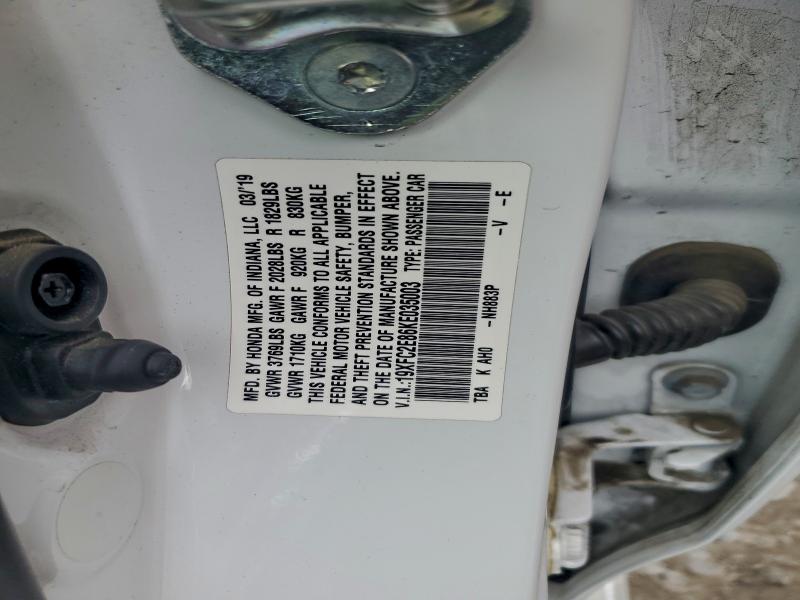 MFD. BY HONDA MFG. OF INDIANA, LLC 03/'19
GVWR 3769LBS GAWR F 2028LBS R 1829LBS
GVWR 1710KG GAWR F 920KG R 830KG
THIS VEHICLE CONFORMS TO ALL APPLICABLE
FEDERAL MOTOR VEHICLE SAFETY, BUMPER,
AND THEFT PREVENTION STANDARDS IN EFFECT
ON THE DATE OF MANUFACTURE SHOWN ABOVE.
V.I.N.:19XFC2E86KE035003 TYPE: PASSENGER CAR
TBA K AH0 -NH883P -V -E